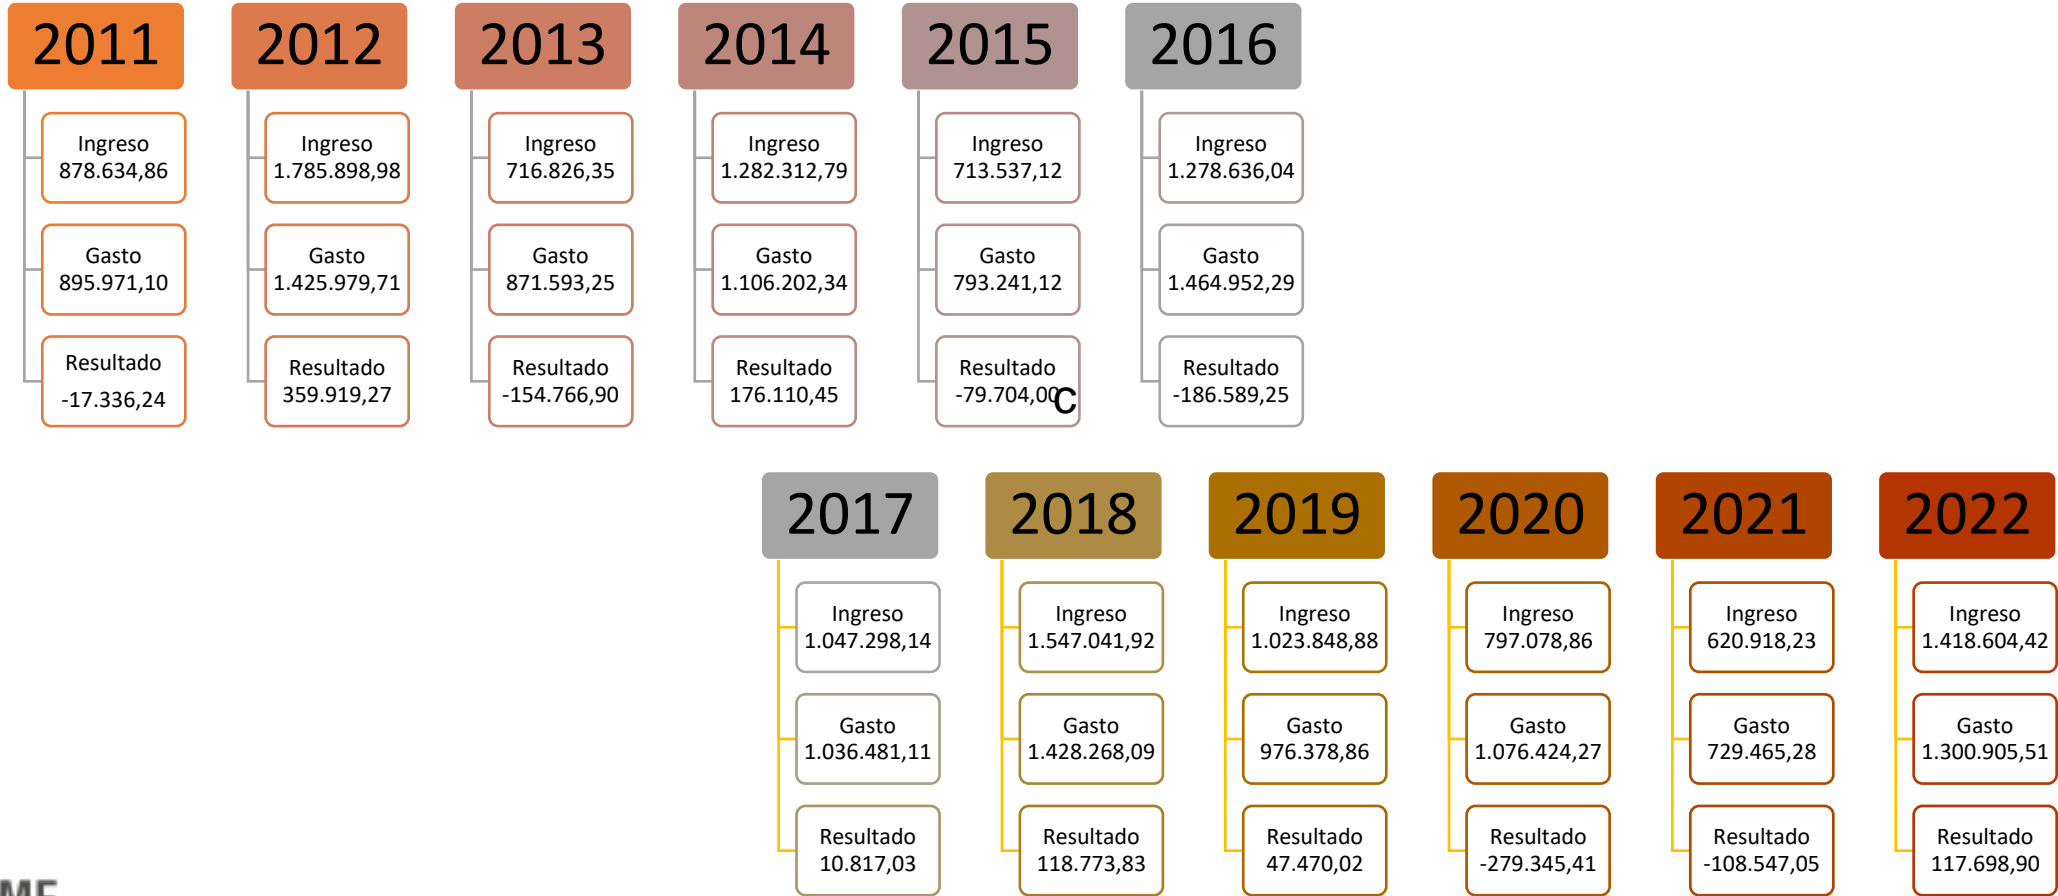 2011
Ingreso
878.634,86
Gasto
895.971,10
Resultado
-17.336,24
2012
Ingreso
1.785.898,98
Gasto
1.425.979,71
Resultado
359.919,27
2013
Ingreso
716.826,35
Gasto
871.593,25
Resultado
-154.766,90
2014
Ingreso
1.282.312,79
Gasto
1.106.202,34
Resultado
176.110,45
2015
Ingreso
713.537,12
Gasto
793.241,12
Resultado
-79.704,00
c
2016
Ingreso
1.278.636,04
Gasto
1.464.952,29
Resultado
-186.589,25
2017
Ingreso
1.047.298,14
Gasto
1.036.481,11
Resultado
10.817,03
2018
Ingreso
1.547.041,92
Gasto
1.428.268,09
Resultado
118.773,83
2019
Ingreso
1.023.848,88
Gasto
976.378,86
Resultado
47.470,02
2020
Ingreso
797.078,86
Gasto
1.076.424,27
Resultado
-279.345,41
2021
Ingreso
620.918,23
Gasto
729.465,28
Resultado
-108.547,05
2022
Ingreso
1.418.604,42
Gasto
1.300.905,51
Resultado
117.698,90